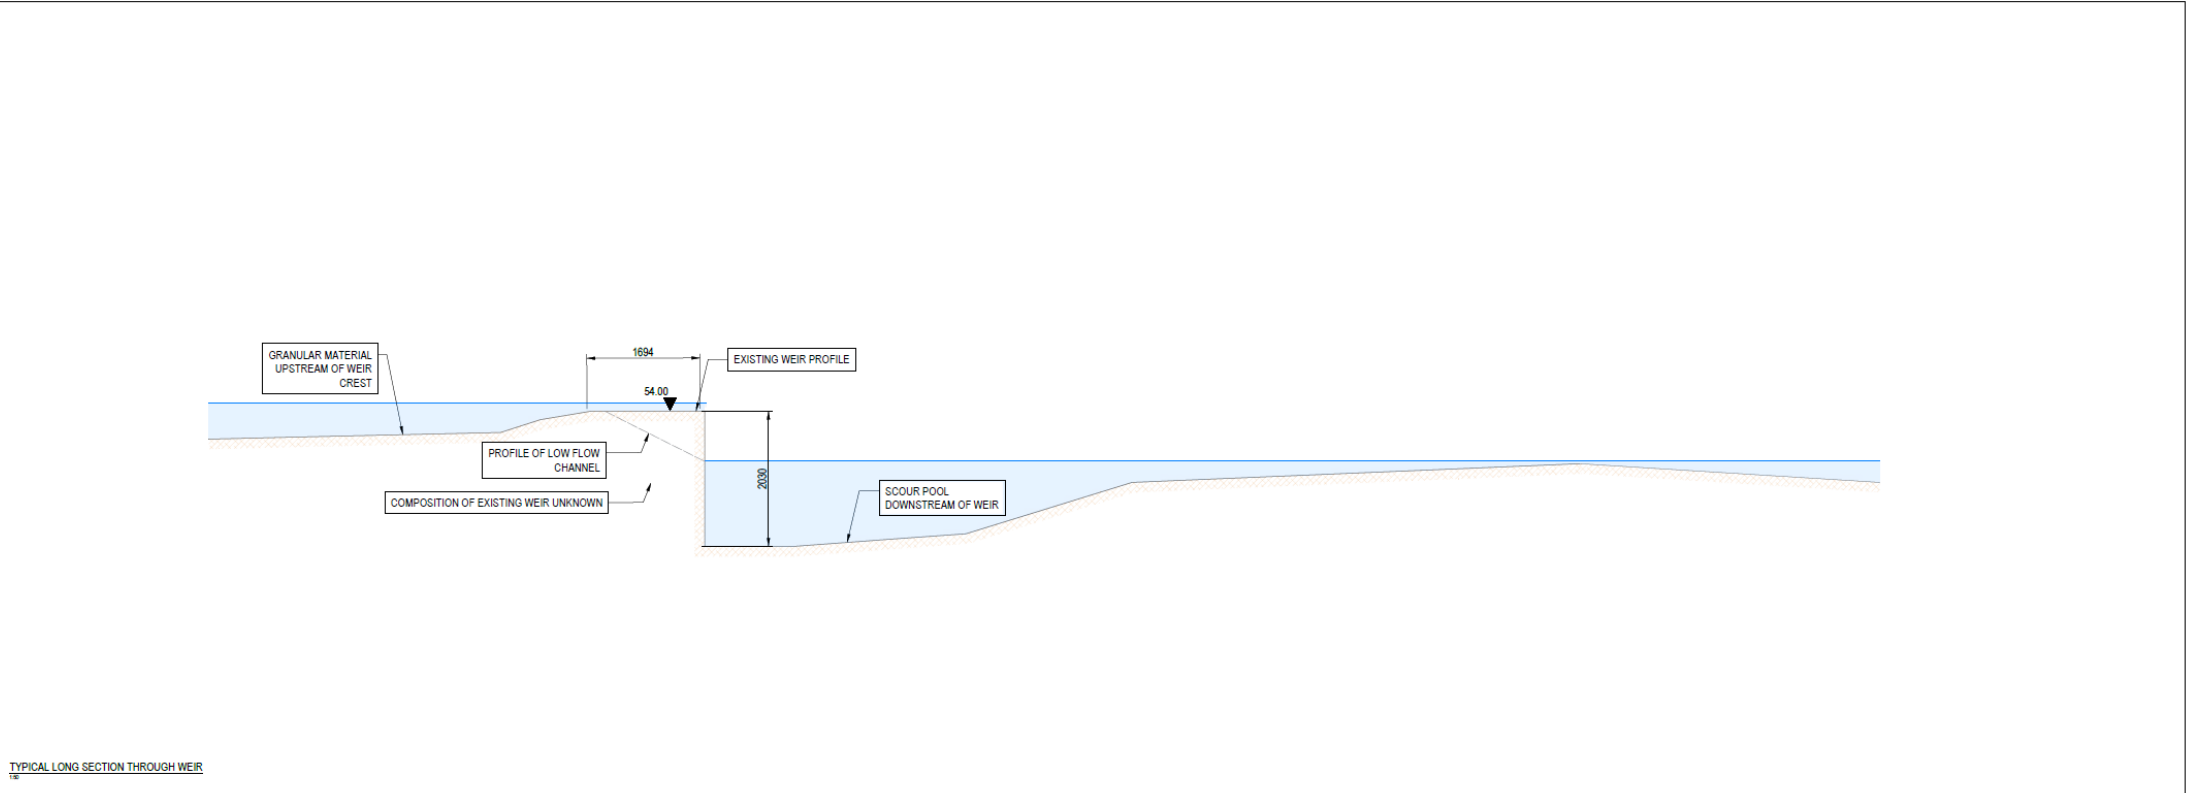 GRANULAR MATERIAL
UPSTREAM OF WEIR
CREST
1694
EXISTING WEIR PROFILE
54.00
PROFILE OF LOW FLOW
CHANNEL
COMPOSITION OF EXISTING WEIR UNKNOWN
2030
SCOUR POOL
DOWNSTREAM OF WEIR
TYPICAL LONG SECTION THROUGH WEIR